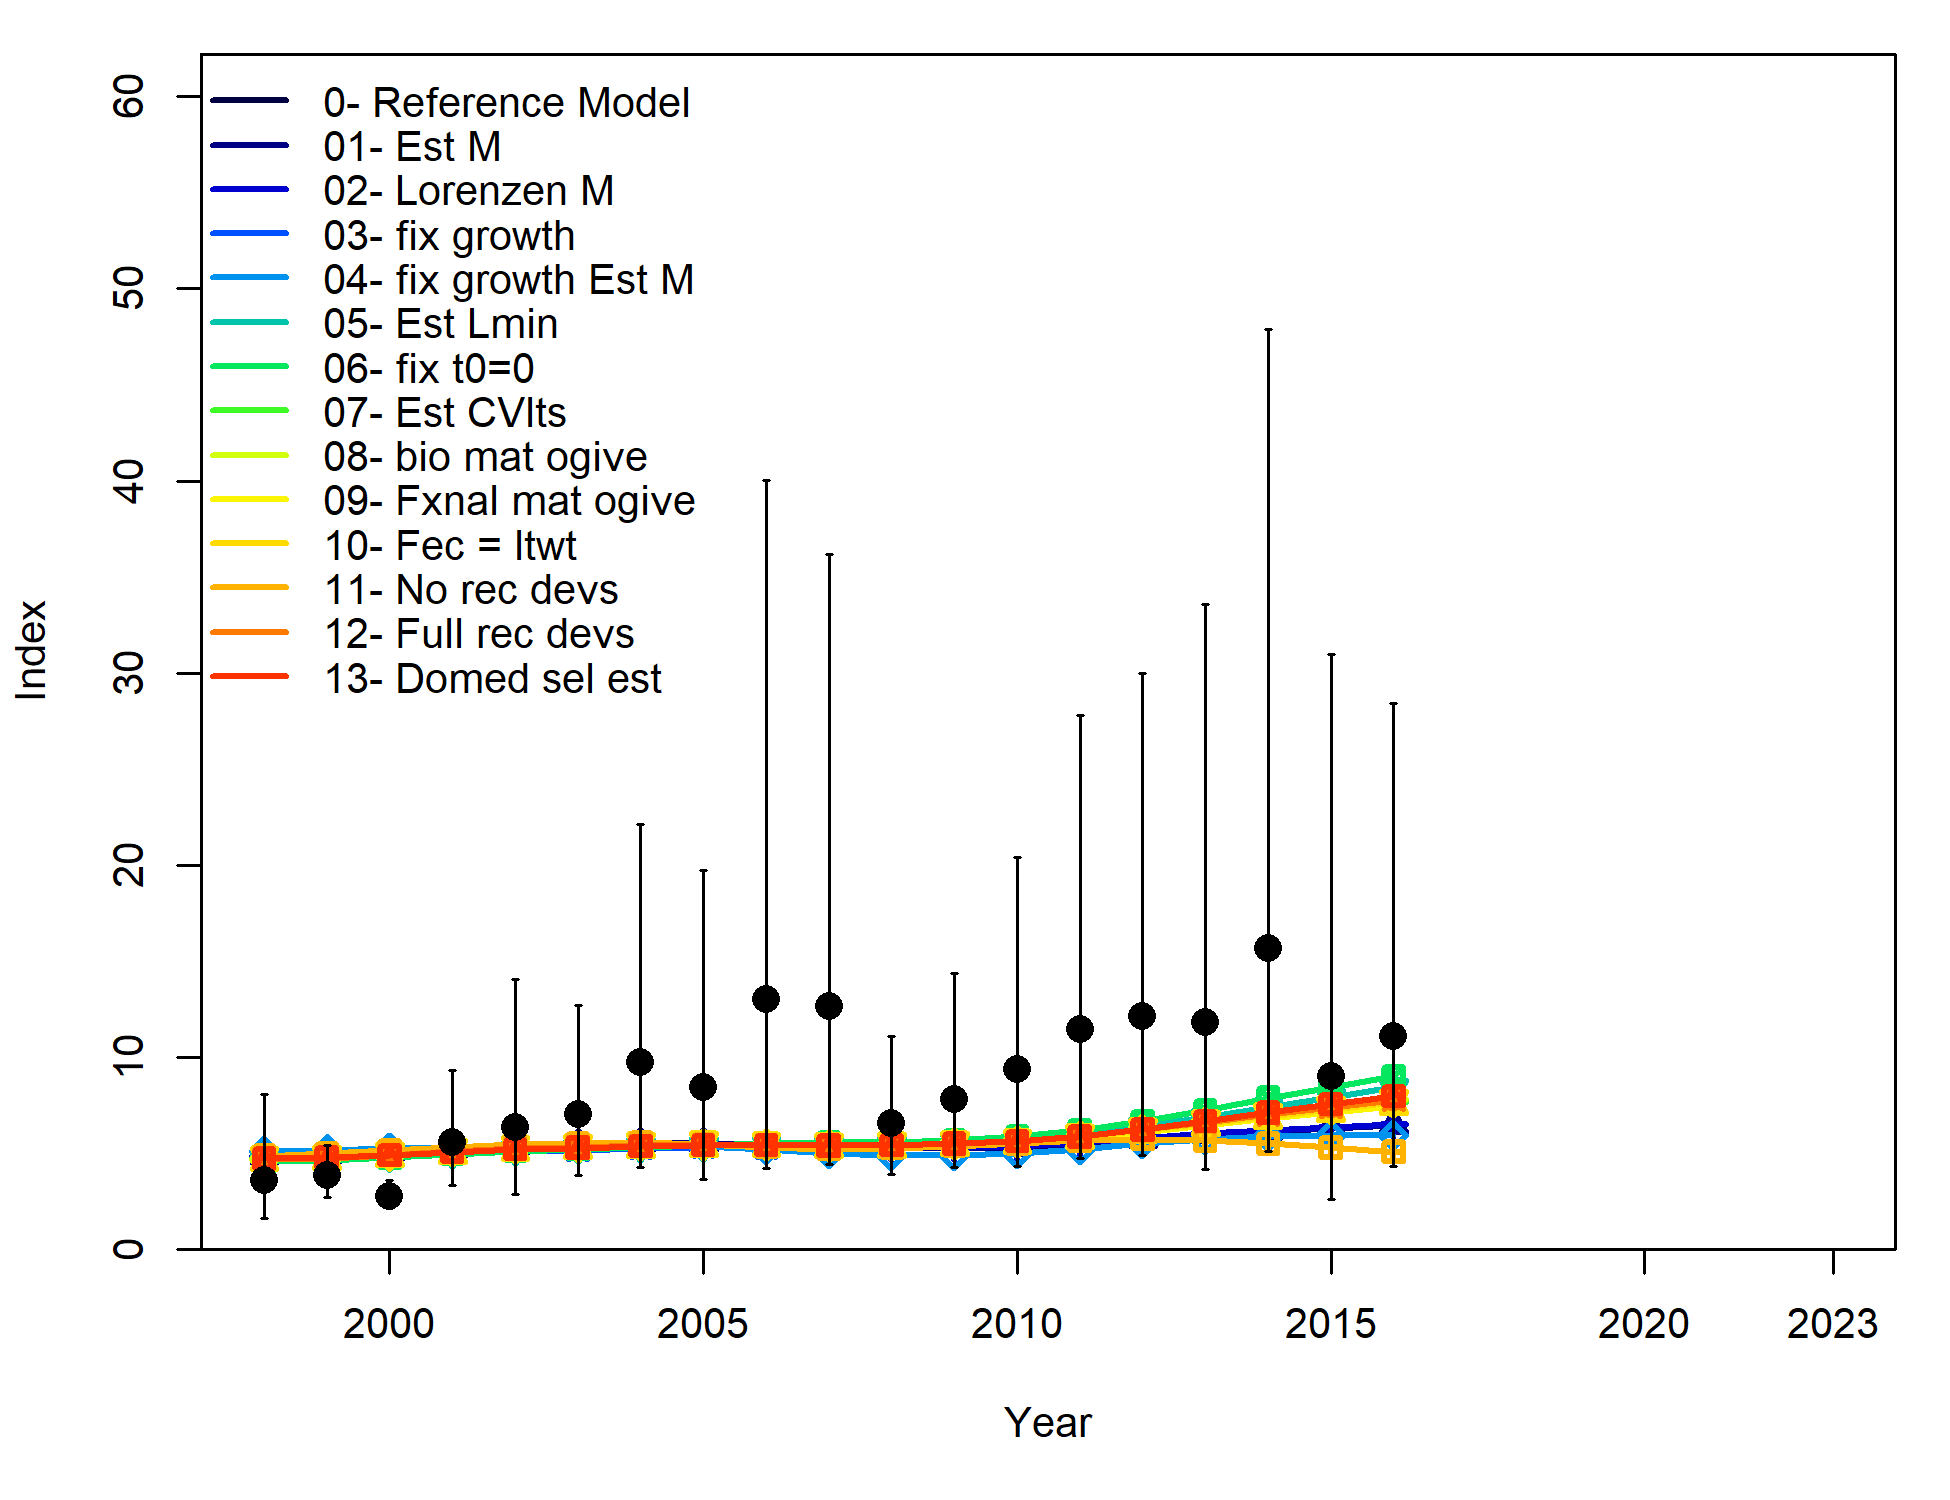 0- Reference Model
01- Est M
02- Lorenzen M
03- fix growth
04- fix growth Est M
05- Est Lmin
06- fix t0=0
07- Est CVlts
08- bio mat ogive
09- Fxnal mat ogive
10- Fec = ltwt
11- No rec devs
12- Full rec devs
13- Domed sel est
60
50
40
30
20
10
0
Index
2000 2005 2010 2015 2020 2023
Year